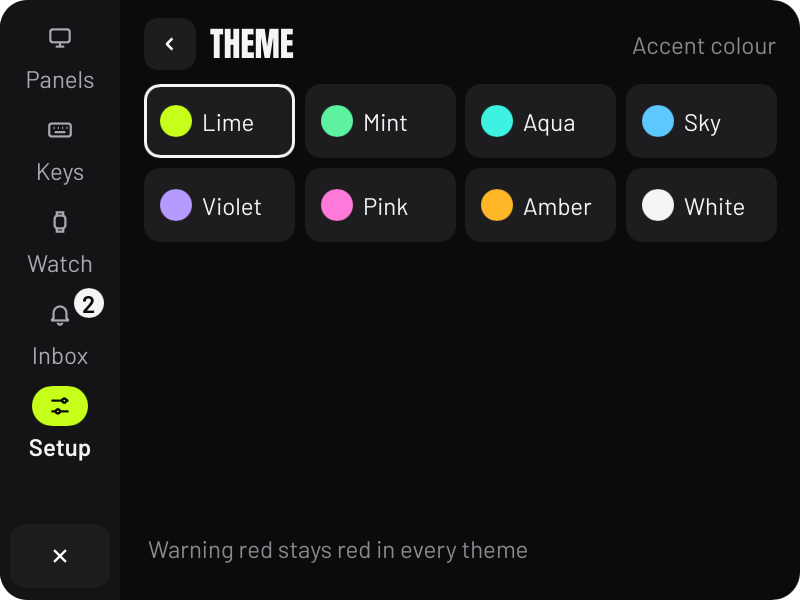 Panels
Keys
Watch
2
Inbox
Setup
THEME
Accent colour
Lime
Mint
Aqua
Sky
Violet
Pink
Amber
White
Warning red stays red in every theme